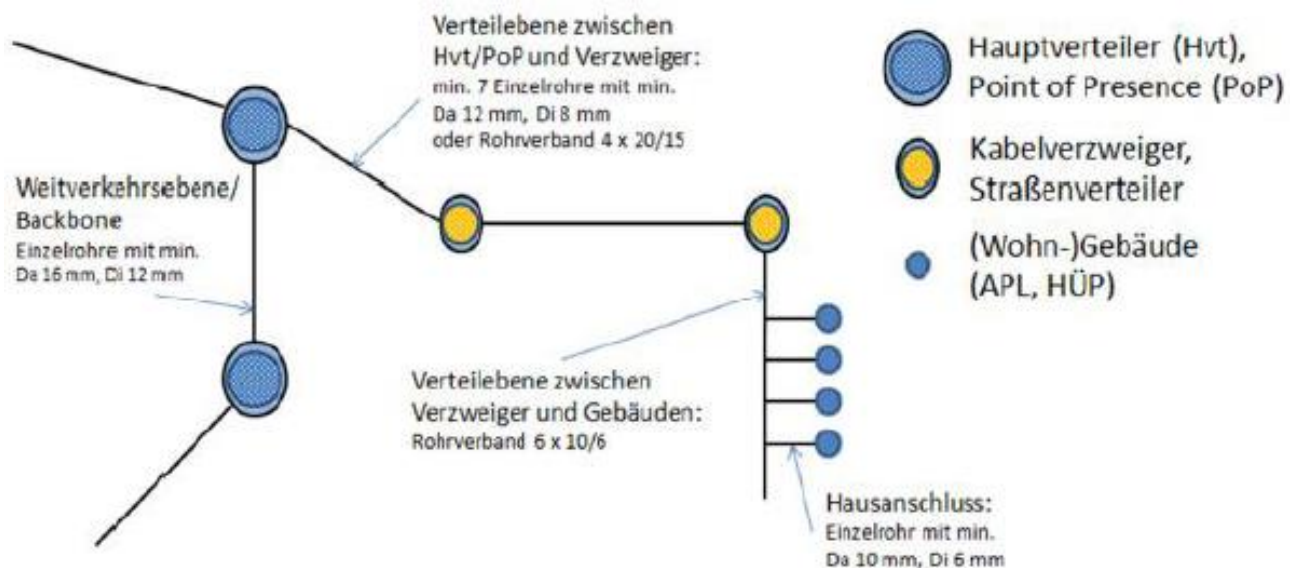 Verteilebene zwischen
Hvt/PoP und Verzweiger:
min. 7 Einzelrohre mit min.
Da 12 mm, Di 8 mm
oder Rohrverband 4 x 20/15
Weitverkehrsebene/
Backbone
Einzelrohre mit min.
Da 16 mm, Di 12 mm
Verteilebene zwischen
Verzweiger und Gebäuden:
Rohrverband 6 x 10/6
Hausanschluss:
Einzelrohr mit min.
Da 10 mm, Di 6 mm
Hauptverteiler (Hvt),
Point of Presence (PoP)
Kabelverzweiger,
Straßenverteiler
(Wohn-)Gebäude
(APL, HÜP)